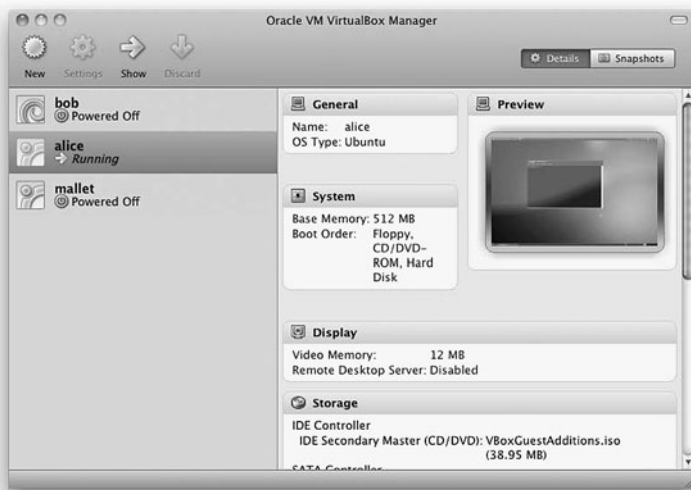 Oracle VM VirtualBox Manager
New
Settings
Show
Discard
Details
Snapshots
bob
Powered Off
alice
Running
mallet
Powered Off
General
Name: alice
OS Type: Ubuntu
System
Base Memory: 512 MB
Boot Order: Floppy,
CD/DVD-
ROM, Hard
Disk
Preview
Display
Video Memory: 12 MB
Remote Desktop Server: Disabled
Storage
IDE Controller
IDE Secondary Master (CD/DVD): VBoxGuestAdditions.iso
(38.95 MB)
SATA Controller